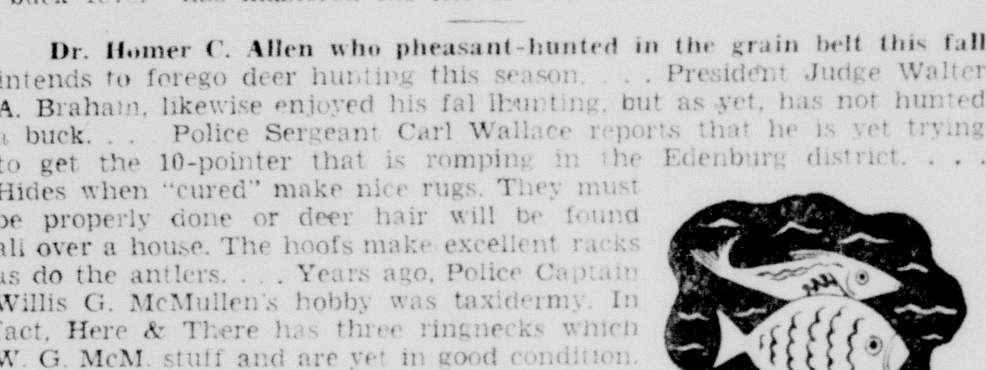 Dr. Homer C. Allen who pheasant-hunted in the grain belt this fall
intends to forego deer hunting this season. . . . President Judge Walter
A. Braham, likewise enjoyed his fal lhunting, but as yet, has not hunted
a buck. . . Police Sergeant Carl Wallace reports that he is yet trying
to get the 10-pointer that is romping in the Edenburg district. . . .
Hides when "cured" make nice rugs. They must
be properly done or deer hair will be found
all over a house. The hoofs make excellent racks
as do the antlers. . . . Years ago, Police Captain
Willis G. McMullen's hobby was taxidermy. In
fact, Here & There has three ringnecks which
W. G. McM. stuff and are yet in good condition.